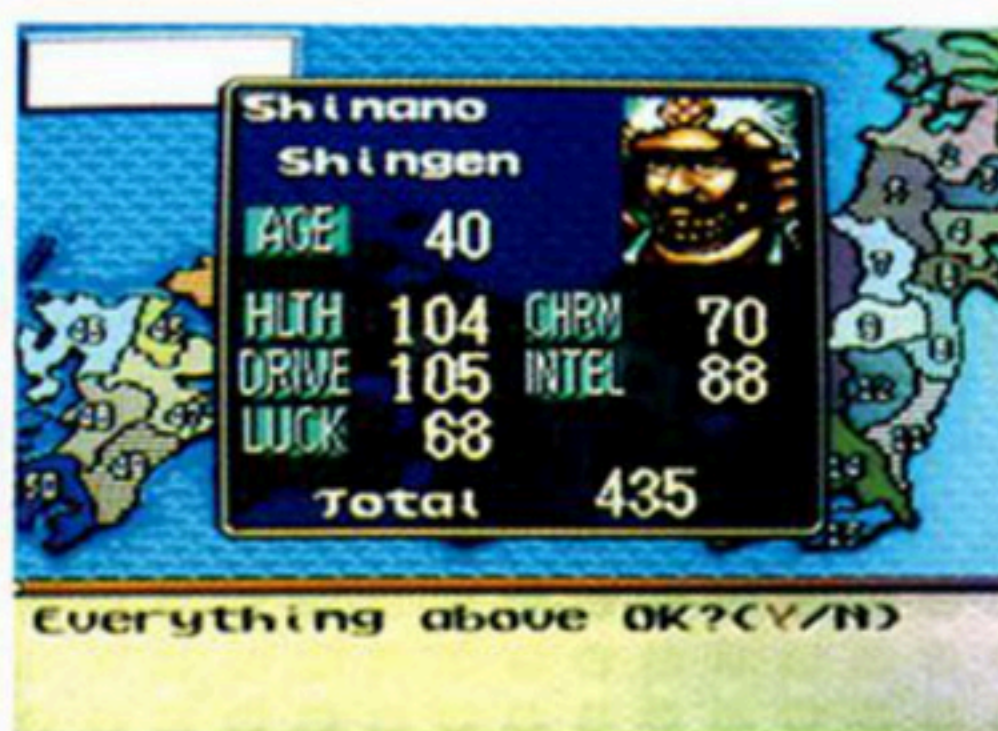 Shinano
Shingen
AGE 40
HLTH 104 CHRM 70
DRIVE 105 INTEL 88
LUCK 68
Total 435
Everything above OK?(Y/N)